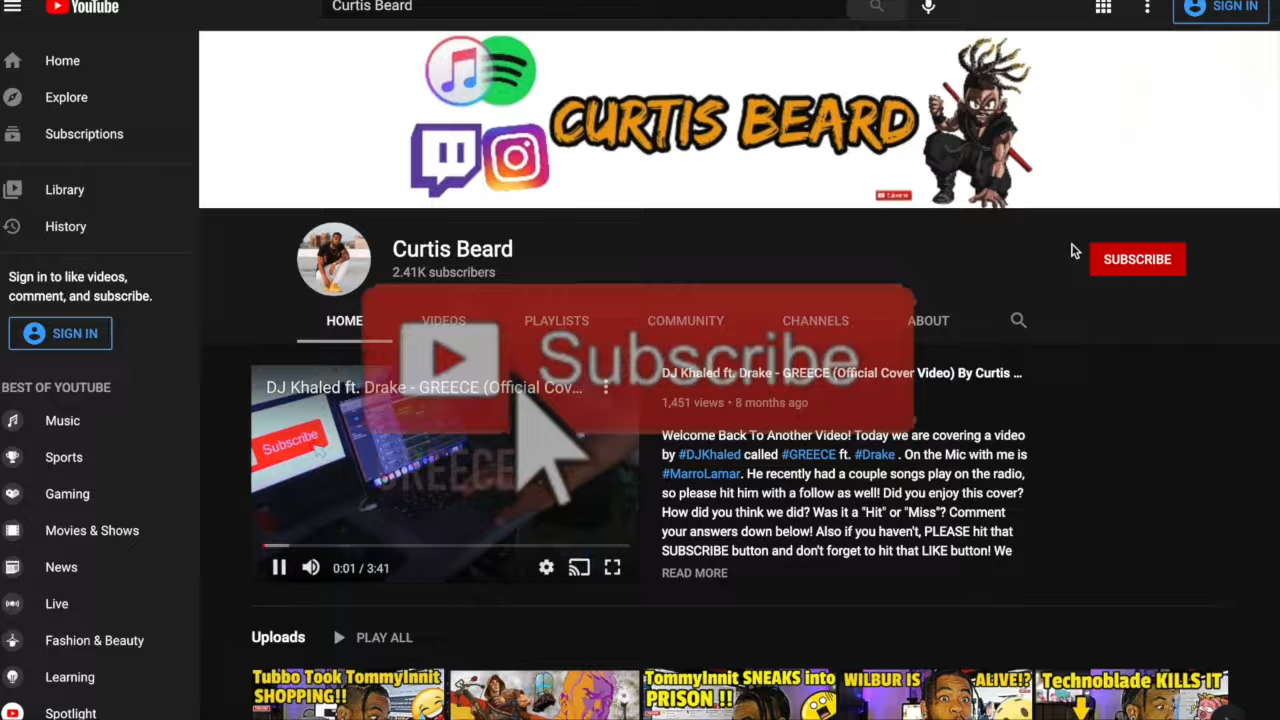 YouTube
Curtis Beard
SIGN IN
Home
Explore
Subscriptions
Library
History
Sign in to like videos,
comment, and subscribe.
SIGN IN
BEST OF YOUTUBE
Music
Sports
Gaming
Movies & Shows
News
Live
Fashion & Beauty
Learning
Spotlight
CURTIS BEARD
Curtis Beard
2.41K subscribers
SUBSCRIBE
HOME
VIDEOS
PLAYLISTS
COMMUNITY
CHANNELS
ABOUT
Subscribe
DJ Khaled ft. Drake - GREECE (Official Cov...
Subscribe
GREECE
0:01 / 3:41
DJ Khaled ft. Drake - GREECE (Official Cover Video) By Curtis ...
1,451 views • 8 months ago
Welcome Back To Another Video! Today we are covering a video
by #DJKhaled called #GREECE ft. #Drake . On the Mic with me is
#MarroLamar. He recently had a couple songs play on the radio,
so please hit him with a follow as well! Did you enjoy this cover?
How did you think we did? Was it a "Hit" or "Miss"? Comment
your answers down below! Also if you haven't, PLEASE hit that
SUBSCRIBE button and don't forget to hit that LIKE button! We
READ MORE
Uploads
PLAY ALL
Tubbo Took TommyInnit
SHOPPING!!
TommyInnit SNEAKS into
PRISON !!
WILBUR IS
ALIVE!?
Technoblade KILLS IT